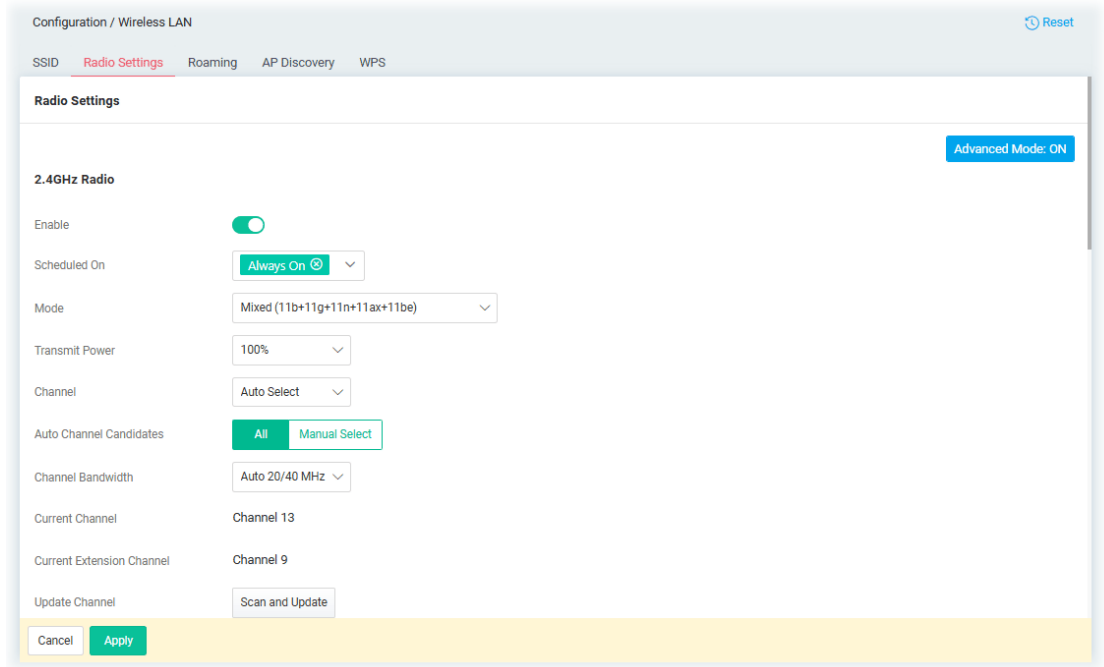 Configuration / Wireless LAN
Reset
SSID Radio Settings Roaming AP Discovery WPS
Radio Settings
Advanced Mode: ON
2.4GHz Radio
Enable
Scheduled On Always On
Mode Mixed (11b+11g+11n+11ax+11be)
Transmit Power 100%
Channel Auto Select
Auto Channel Candidates All Manual Select
Channel Bandwidth Auto 20/40 MHz
Current Channel Channel 13
Current Extension Channel Channel 9
Update Channel Scan and Update
Cancel Apply